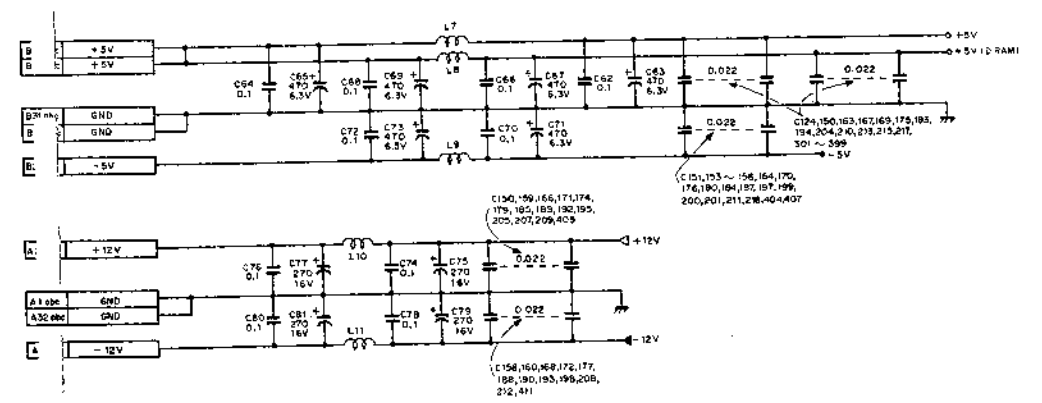 L7
+5V
B +5V
+5V (D RAM)
B +5V
L8
C64 0.1
C65 + 470 6.3V
C68 0.1
C69 + 470 6.3V
C66 0.1
C67 + 470 6.3V
C62 0.1
C63 + 470 6.3V
0.022
0.022
GND
B GND
C72 0.1
C73 + 470 6.3V
C70 0.1
C71 + 470 6.3V
0.022
C124,150,163,167,169,175,183,
194,204,210,213,215,217,
301 ~ 399
B -5V
L9
-5V
C151,153 ~ 156,164,170,
176,180,184,187,197,199,
200,201,211,218,404,407
C150,159,166,171,174,
179,185,189,192,195,
205,207,209,403
A +12V
L10
+12V
C76 0.1
C77 + 270 16V
C74 0.1
C75 + 270 16V
0.022
A1 abc GND
A32 abc GND
C80 0.1
C81 + 270 16V
C78 0.1
C79 + 270 16V
0.022
L11
A -12V
-12V
C158,160,168,172,177,
188,190,193,198,208,
212,411